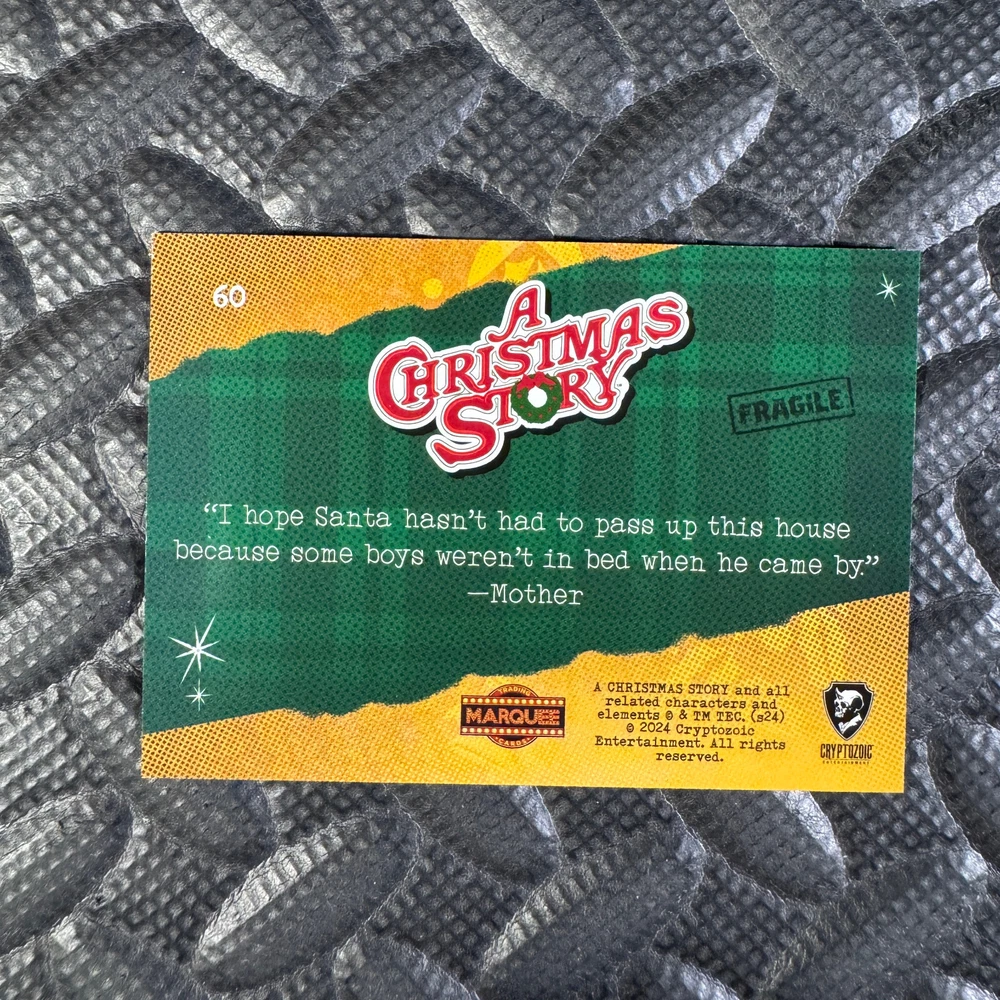 60
A
CHRISTMAS
STORY
FRAGILE
“I hope Santa hasn’t had to pass up this house
because some boys weren’t in bed when he came by.”
—Mother
TRADING
MARQUEE
CARDS
A CHRISTMAS STORY and all
related characters and
elements © & TM TEC. (s24)
© 2024 Cryptozoic
Entertainment. All rights
reserved.
CRYPTOZOIC
ENTERTAINMENT